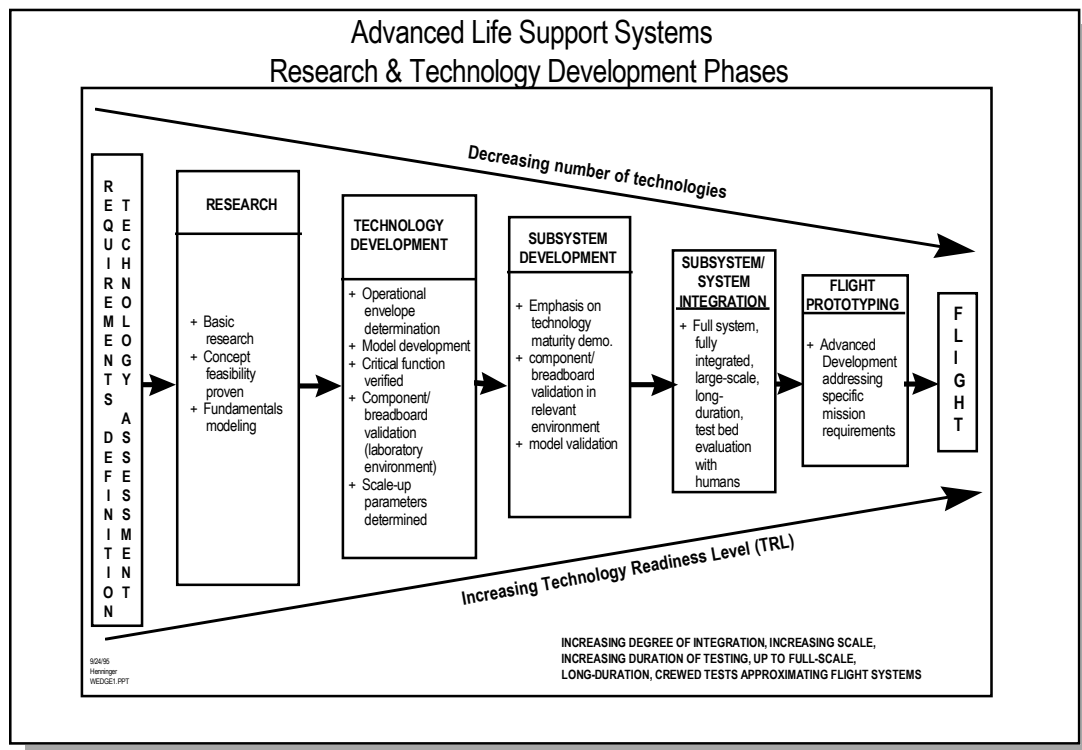 Advanced Life Support Systems
Research & Technology Development Phases
Decreasing number of technologies
REQUIREMENTS DEFINITION
TECHNOLOGY ASSESSMENT
RESEARCH
+ Basic
research
+ Concept
feasibility
proven
+ Fundamentals
modeling
TECHNOLOGY
DEVELOPMENT
+ Operational
envelope
determination
+ Model development
+ Critical function
verified
+ Component/
breadboard
validation
(laboratory
environment)
+ Scale-up
parameters
determined
SUBSYSTEM
DEVELOPMENT
+ Emphasis on
technology
maturity demo.
+ component/
breadboard
validation in
relevant
environment
+ model validation
SUBSYSTEM/
SYSTEM
INTEGRATION
+ Full system,
fully
integrated,
large-scale,
long-
duration,
test bed
evaluation
with
humans
FLIGHT
PROTOTYPING
+ Advanced
Development
addressing
specific
mission
requirements
FLIGHT
Increasing Technology Readiness Level (TRL)
INCREASING DEGREE OF INTEGRATION, INCREASING SCALE,
INCREASING DURATION OF TESTING, UP TO FULL-SCALE,
LONG-DURATION, CREWED TESTS APPROXIMATING FLIGHT SYSTEMS
9/24/95
Henninger
WEDGE1.PPT